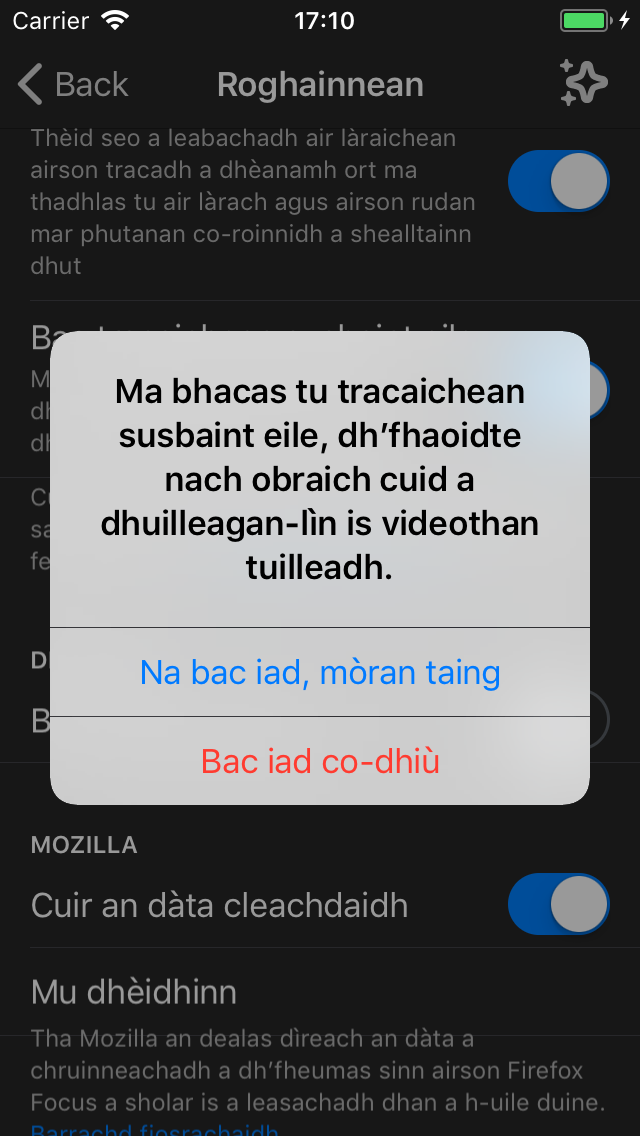 Carrier 17:10
Back Roghainnean
Thèid seo a leabachadh air làraichean
airson tracadh a dhèanamh ort ma
thadhlas tu air làrach agus airson rudan
mar phutanan co-roinnidh a shealltainn
dhut
Ma bhacas tu tracaichean
susbaint eile, dh’fhaoidte
nach obraich cuid a
dhuilleagan-lìn is videothan
tuilleadh.
Na bac iad, mòran taing
Bac iad co-dhiù
MOZILLA
Cuir an dàta cleachdaidh
Mu dhèidhinn
Tha Mozilla an dealas dìreach an dàta a
chruinneachadh a dh’fheumas sinn airson Firefox
Focus a sholar is a leasachadh dhan a h-uile duine.
Barrachd fiosrachaidh